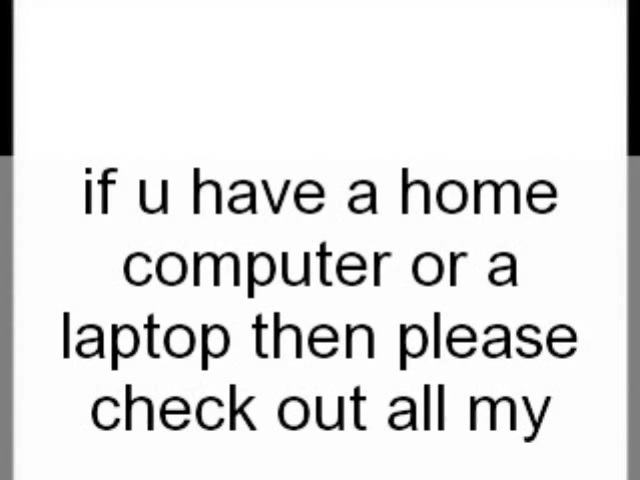 if u have a home
computer or a
laptop then please
check out all my